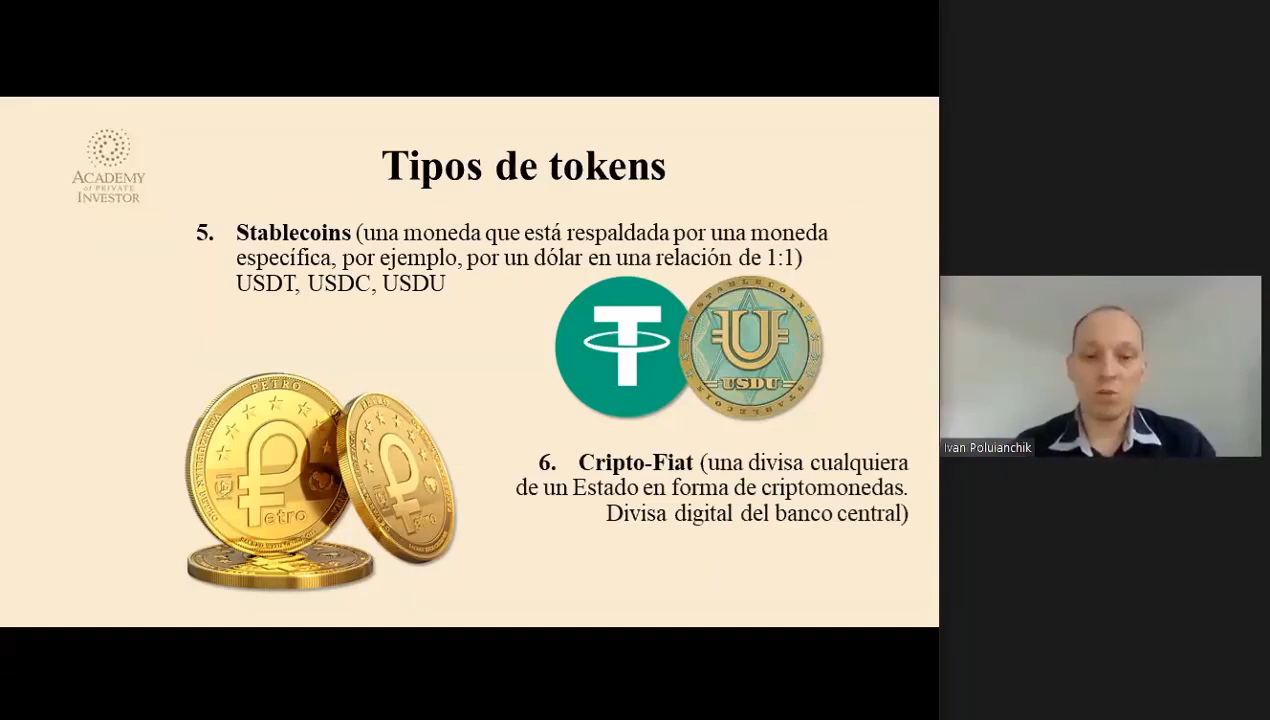 ACADEMY
OF PRIVATE
INVESTOR
Tipos de tokens
5. Stablecoins (una moneda que está respaldada por una moneda
específica, por ejemplo, por un dólar en una relación de 1:1)
USDT, USDC, USDU
STABLECOIN
USDU
STABLECOIN
PETRO
etro
6. Cripto-Fiat (una divisa cualquiera
de un Estado en forma de criptomonedas.
Divisa digital del banco central)
Ivan Poluianchik